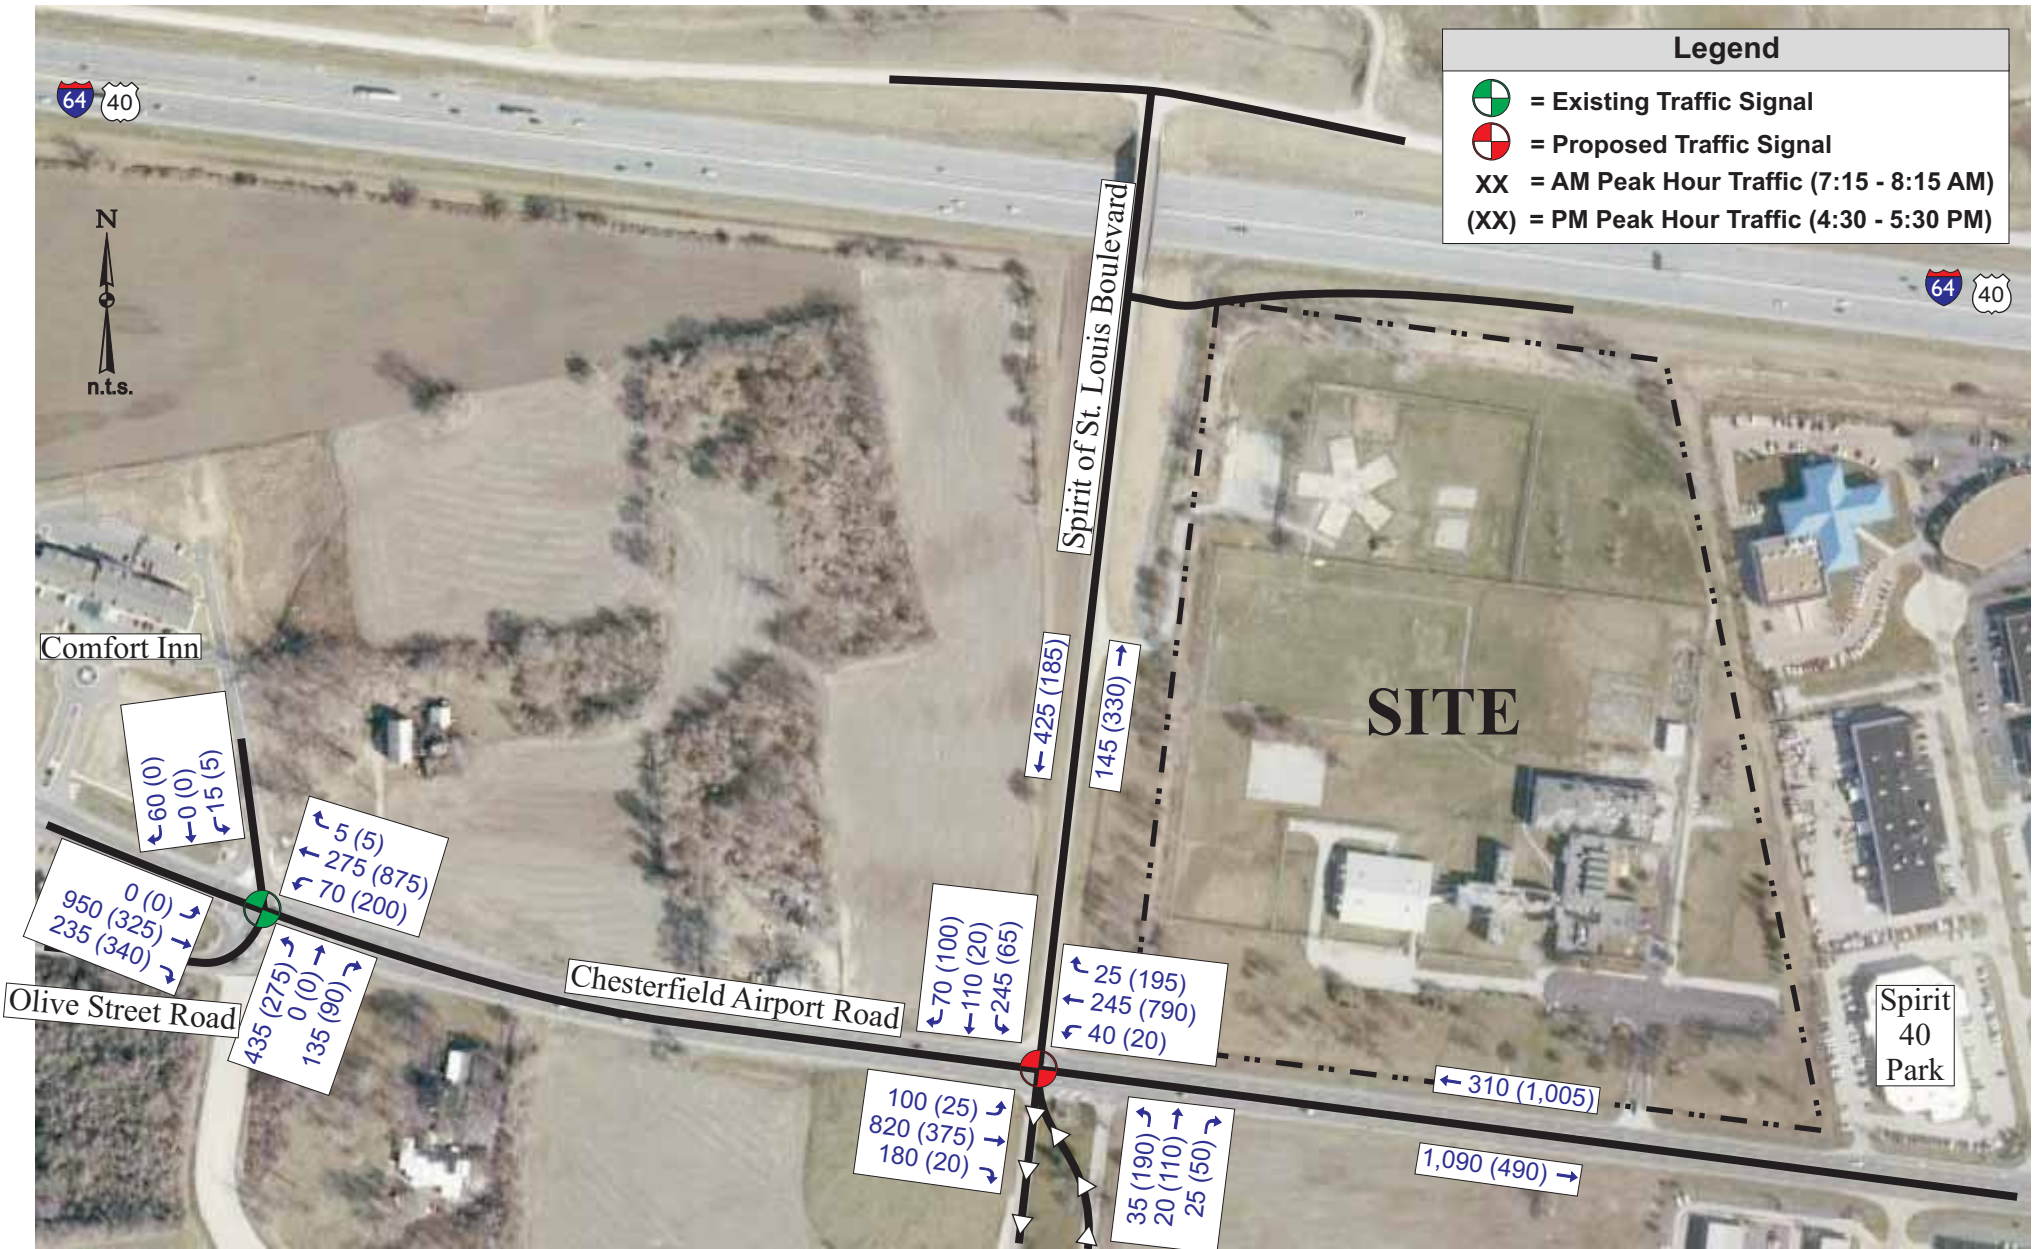 Legend
= Existing Traffic Signal
= Proposed Traffic Signal
XX = AM Peak Hour Traffic (7:15 - 8:15 AM)
(XX) = PM Peak Hour Traffic (4:30 - 5:30 PM)
64 40
64 40
N
n.t.s.
Spirit of St. Louis Boulevard
Comfort Inn
SITE
← 425 (185)
145 (330) →
60 (0)
0 (0)
15 (5)
5 (5)
← 275 (875)
70 (200)
0 (0)
950 (325) →
235 (340)
435 (275)
0 (0)
135 (90)
Olive Street Road
Chesterfield Airport Road
70 (100)
110 (20)
245 (65)
25 (195)
← 245 (790)
40 (20)
100 (25)
820 (375) →
180 (20)
35 (190)
20 (110)
25 (50)
← 310 (1,005)
1,090 (490) →
Spirit
40
Park